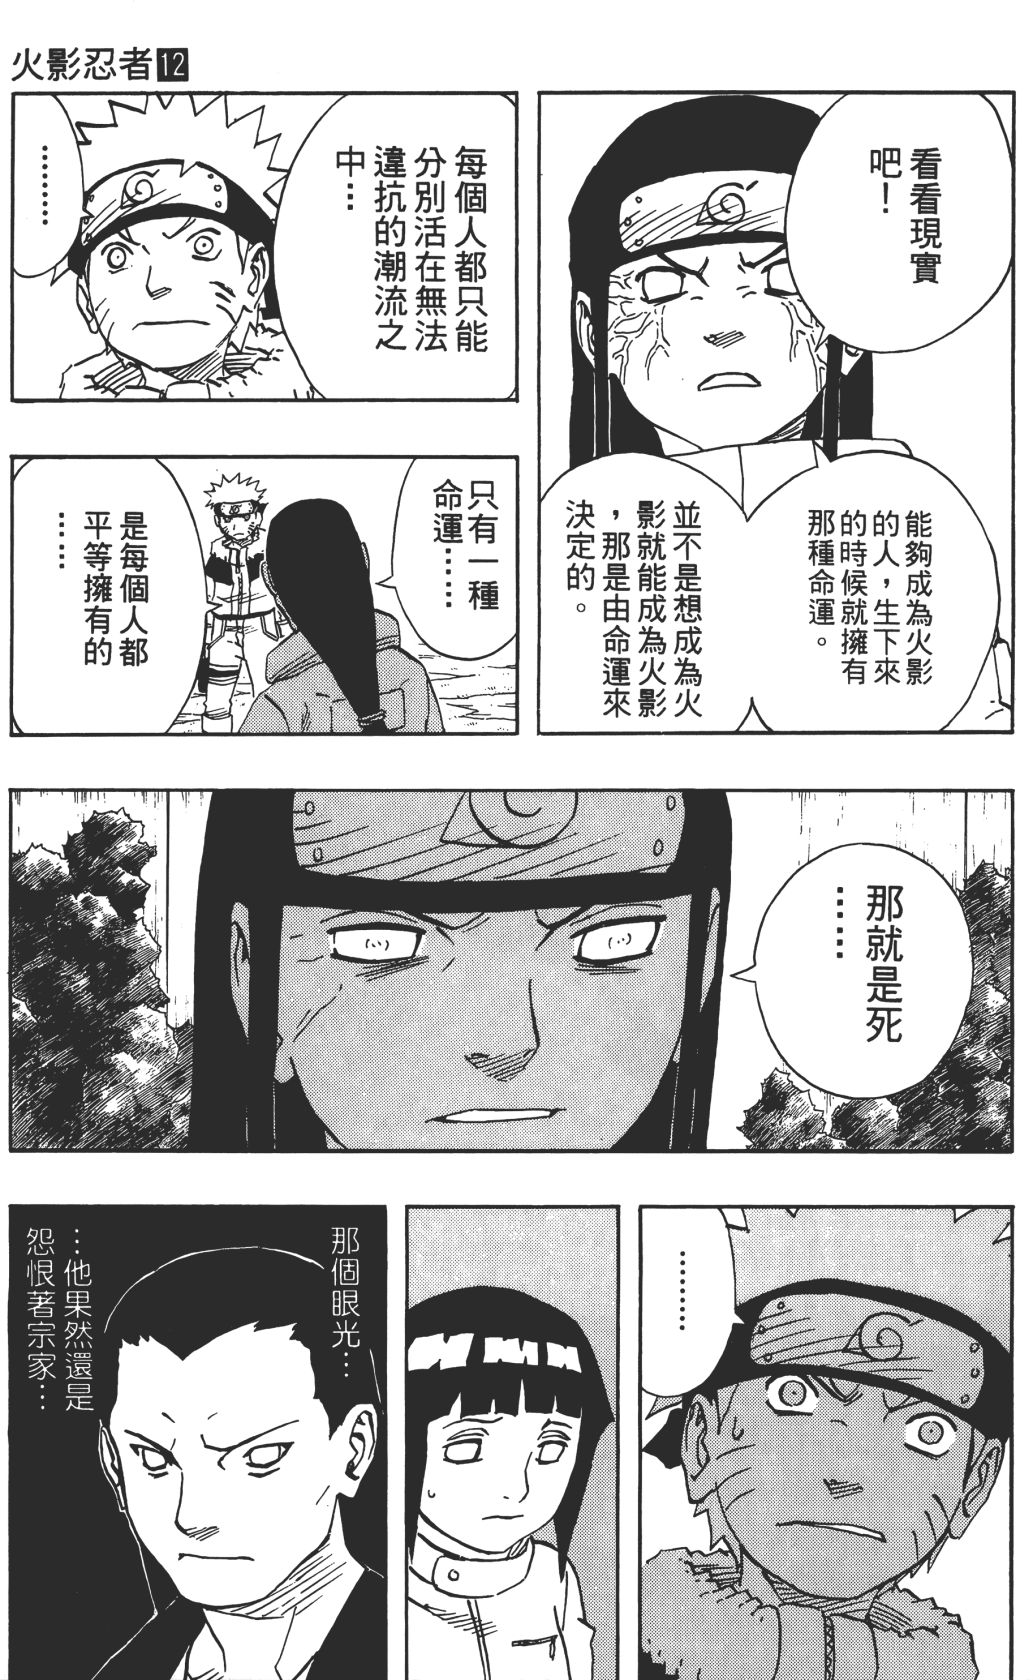 火影忍者12
看看現實
吧！
能夠成為火影
的人，生下來
的時候就擁有
那種命運。
並不是想成為火
影就能成為火影
，那是由命運來
決定的。
每個人都只能
分別活在無法
違抗的潮流之
中…
………
只有一種
命運……
是每個人都
平等擁有的
……
那就是死
……
………
那個眼光…
…他果然還是
怨恨著宗家…